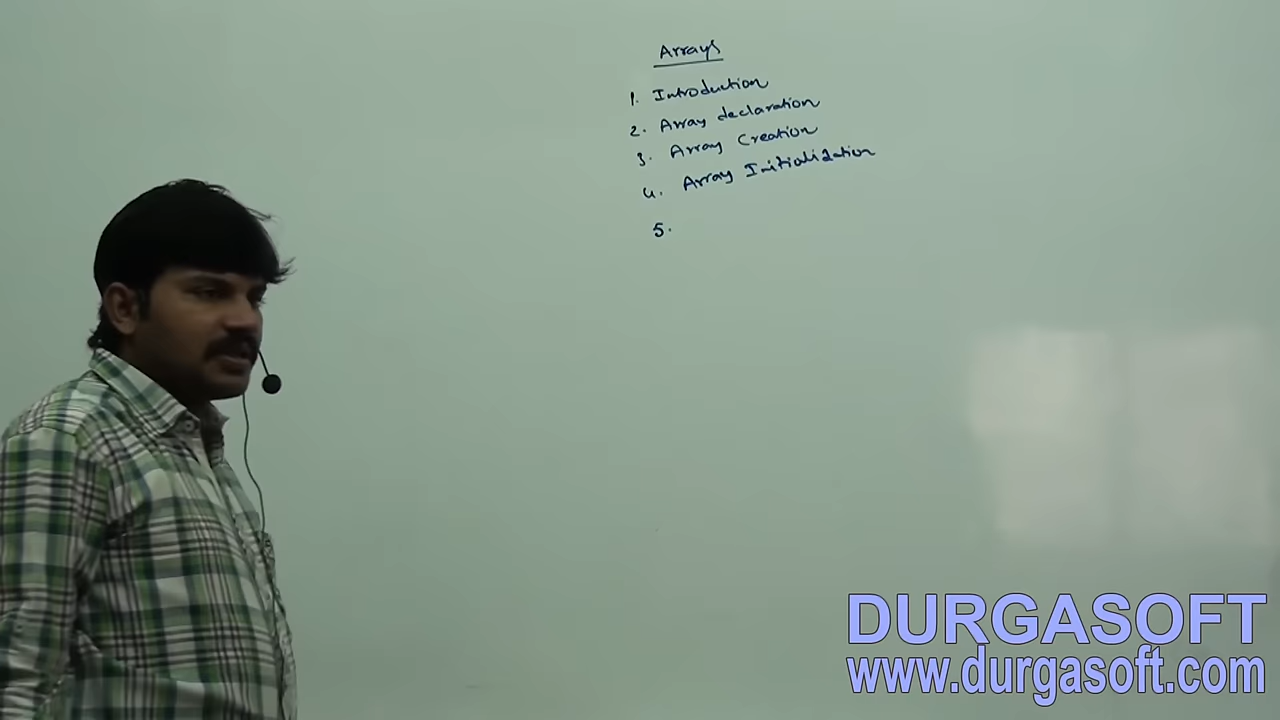 Arrays
1. Introduction
2. Array declaration
3. Array Creation
4. Array Initialization
5.
DURGASOFT
www.durgasoft.com